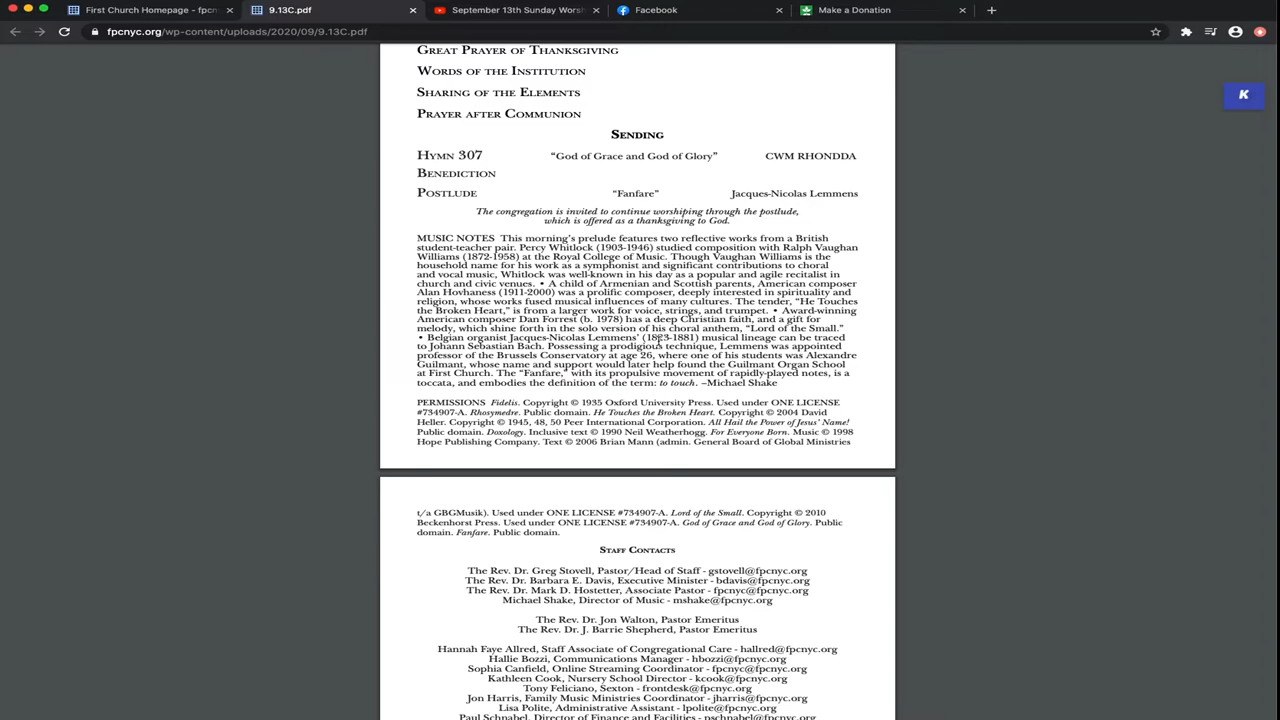 First Church Homepage - fpcn
9.13C.pdf
September 13th Sunday Wors
Facebook
Make a Donation
fpcnyc.org/wp-content/uploads/2020/09/9.13C.pdf
K
Great Prayer of Thanksgiving
Words of the Institution
Sharing of the Elements
Prayer after Communion
Sending
Hymn 307 “God of Grace and God of Glory” CWM RHONDDA
Benediction
Postlude “Fanfare” Jacques-Nicolas Lemmens
The congregation is invited to continue worshiping through the postlude,
which is offered as a thanksgiving to God.
MUSIC NOTES This morning’s prelude features two reflective works from a British
student-teacher pair. Percy Whitlock (1903-1946) studied composition with Ralph Vaughan
Williams (1872-1958) at the Royal College of Music. Though Vaughan Williams is the
household name for his work as a symphonist and significant contributions to choral
and vocal music, Whitlock was well-known in his day as a popular and agile recitalist in
church and civic venues. • A child of Armenian and Scottish parents, American composer
Alan Hovhaness (1911-2000) was a prolific composer, deeply interested in spirituality and
religion, whose works fused musical influences of many cultures. The tender, “He Touches
the Broken Heart,” is from a larger work for voice, strings, and trumpet. • Award-winning
American composer Dan Forrest (b. 1978) has a deep Christian faith, and a gift for
melody, which shine forth in the solo version of his choral anthem, “Lord of the Small.”
• Belgian organist Jacques-Nicolas Lemmens’ (1823-1881) musical lineage can be traced
to Johann Sebastian Bach. Possessing a prodigious technique, Lemmens was appointed
professor of the Brussels Conservatory at age 26, where one of his students was Alexandre
Guilmant, whose name and support would later help found the Guilmant Organ School
at First Church. The “Fanfare,” with its propulsive movement of rapidly-played notes, is a
toccata, and embodies the definition of the term: to touch. –Michael Shake
PERMISSIONS Fidelis. Copyright © 1935 Oxford University Press. Used under ONE LICENSE
#734907-A. Rhosymedre. Public domain. He Touches the Broken Heart. Copyright © 2004 David
Heller. Copyright © 1945, 48, 50 Peer International Corporation. All Hail the Power of Jesus’ Name!
Public domain. Doxology. Inclusive text © 1990 Neil Weatherhogg. For Everyone Born. Music © 1998
Hope Publishing Company. Text © 2006 Brian Mann (admin. General Board of Global Ministries
t/a GBGMusik). Used under ONE LICENSE #734907-A. Lord of the Small. Copyright © 2010
Beckenhorst Press. Used under ONE LICENSE #734907-A. God of Grace and God of Glory. Public
domain. Fanfare. Public domain.
Staff Contacts
The Rev. Dr. Greg Stovell, Pastor/Head of Staff - gstovell@fpcnyc.org
The Rev. Dr. Barbara E. Davis, Executive Minister - bdavis@fpcnyc.org
The Rev. Dr. Mark D. Hostetter, Associate Pastor - fpcnyc@fpcnyc.org
Michael Shake, Director of Music - mshake@fpcnyc.org
The Rev. Dr. Jon Walton, Pastor Emeritus
The Rev. Dr. J. Barrie Shepherd, Pastor Emeritus
Hannah Faye Allred, Staff Associate of Congregational Care - hallred@fpcnyc.org
Hallie Bozzi, Communications Manager - hbozzi@fpcnyc.org
Sophia Canfield, Online Streaming Coordinator - fpcnyc@fpcnyc.org
Kathleen Cook, Nursery School Director - kcook@fpcnyc.org
Tony Feliciano, Sexton - frontdesk@fpcnyc.org
Jon Harris, Family Music Ministries Coordinator - jharris@fpcnyc.org
Lisa Polite, Administrative Assistant - lpolite@fpcnyc.org
Paul Schnabel, Director of Finance and Facilities - pschnabel@fpcnyc.org